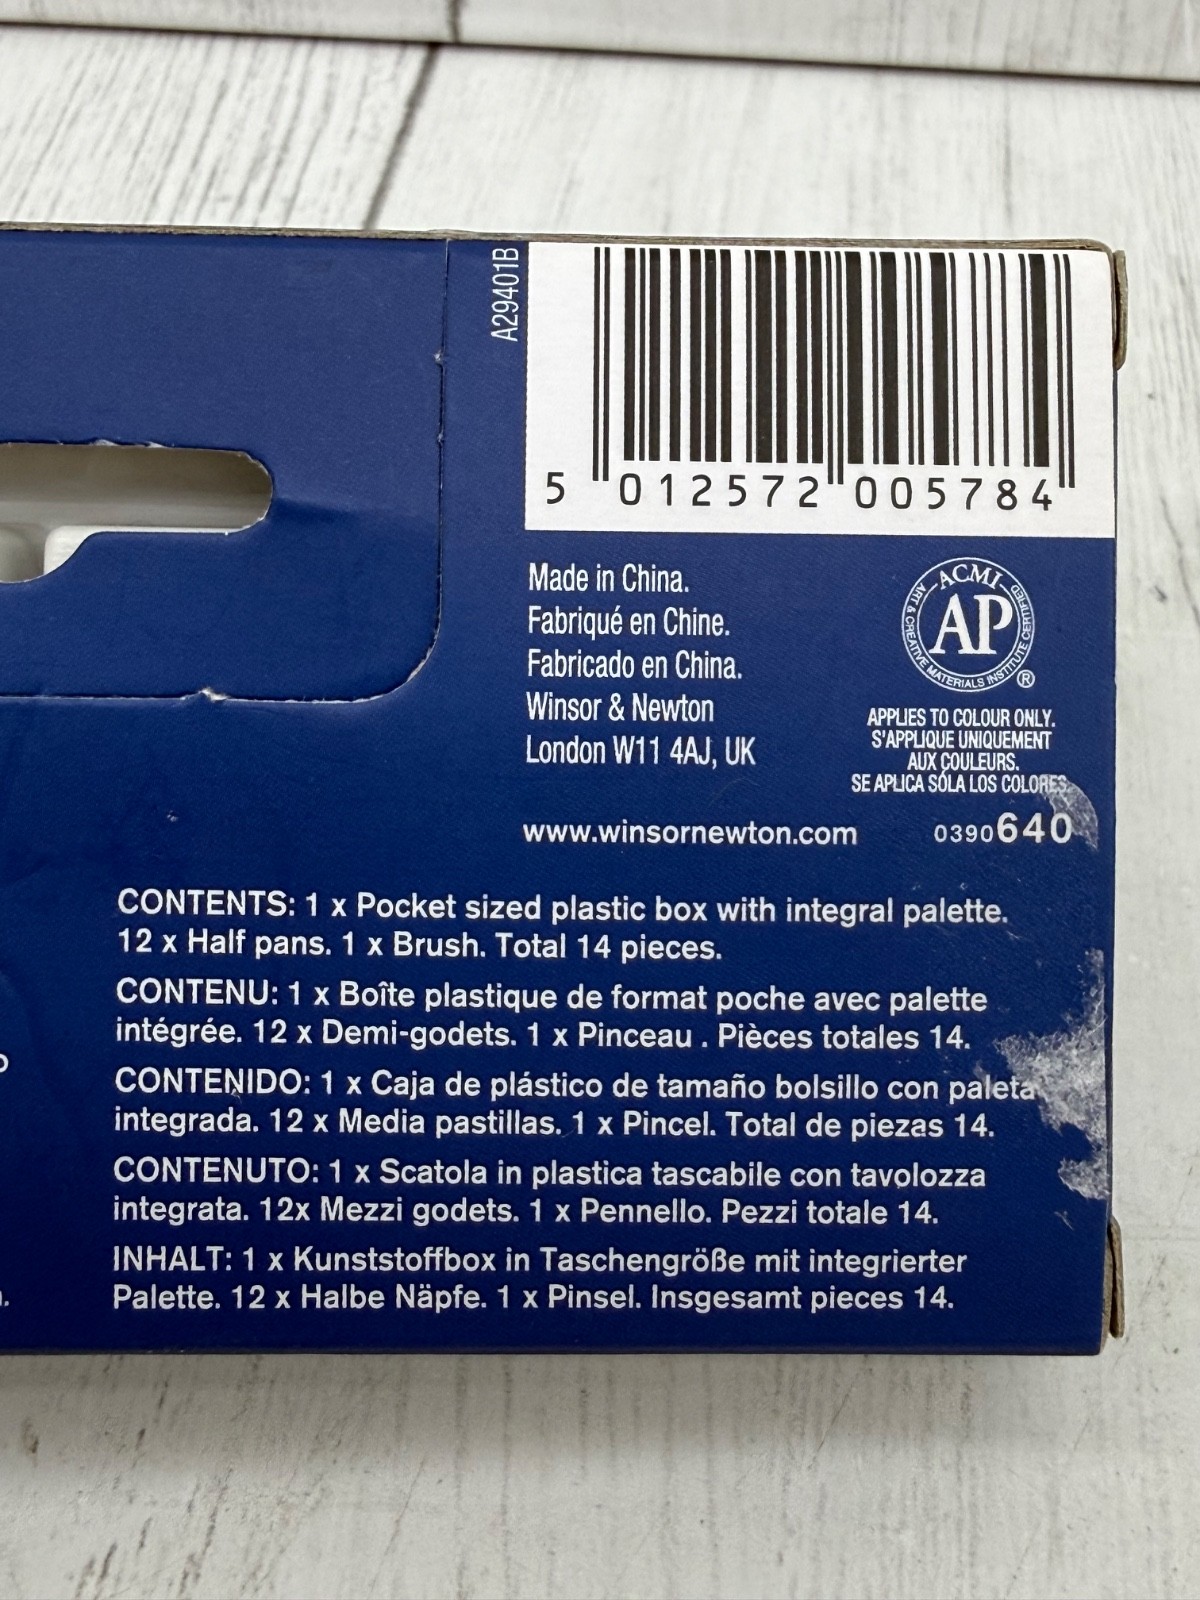 A29401B
5 012572 005784
Made in China.
Fabriqué en Chine.
Fabricado en China.
Winsor & Newton
London W11 4AJ, UK
www.winsornewton.com
ACMI
AP
ART & CREATIVE MATERIALS INSTITUTE CERTIFIED
®
APPLIES TO COLOUR ONLY.
S'APPLIQUE UNIQUEMENT
AUX COULEURS.
SE APLICA SÓLA LOS COLORES.
0390640
CONTENTS: 1 x Pocket sized plastic box with integral palette.
12 x Half pans. 1 x Brush. Total 14 pieces.
CONTENU: 1 x Boîte plastique de format poche avec palette
intégrée. 12 x Demi-godets. 1 x Pinceau . Pièces totales 14.
CONTENIDO: 1 x Caja de plástico de tamaño bolsillo con paleta
integrada. 12 x Media pastillas. 1 x Pincel. Total de piezas 14.
CONTENUTO: 1 x Scatola in plastica tascabile con tavolozza
integrata. 12x Mezzi godets. 1 x Pennello. Pezzi totale 14.
INHALT: 1 x Kunststoffbox in Taschengröße mit integrierter
Palette. 12 x Halbe Näpfe. 1 x Pinsel. Insgesamt pieces 14.